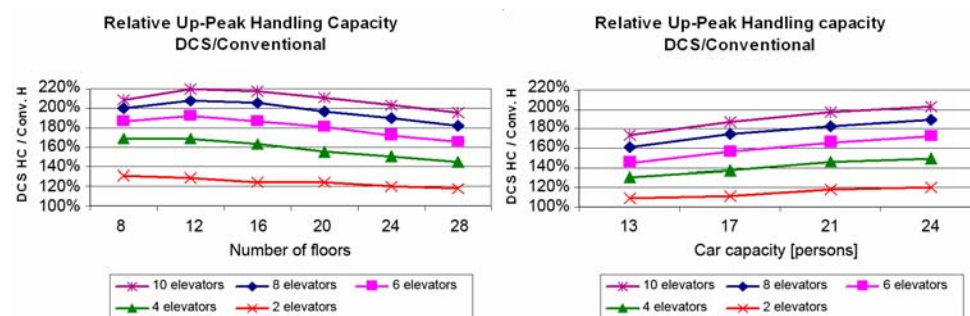 Relative Up-Peak Handling Capacity
DCS/Conventional
DCS HC / Conv. H
220%
200%
180%
160%
140%
120%
100%
8 12 16 20 24 28
Number of floors
10 elevators 8 elevators 6 elevators
4 elevators 2 elevators
Relative Up-Peak Handling capacity
DCS/Conventional
DCS HC / Conv. H
220%
200%
180%
160%
140%
120%
100%
13 17 21 24
Car capacity [persons]
10 elevators 8 elevators 6 elevators
4 elevators 2 elevators